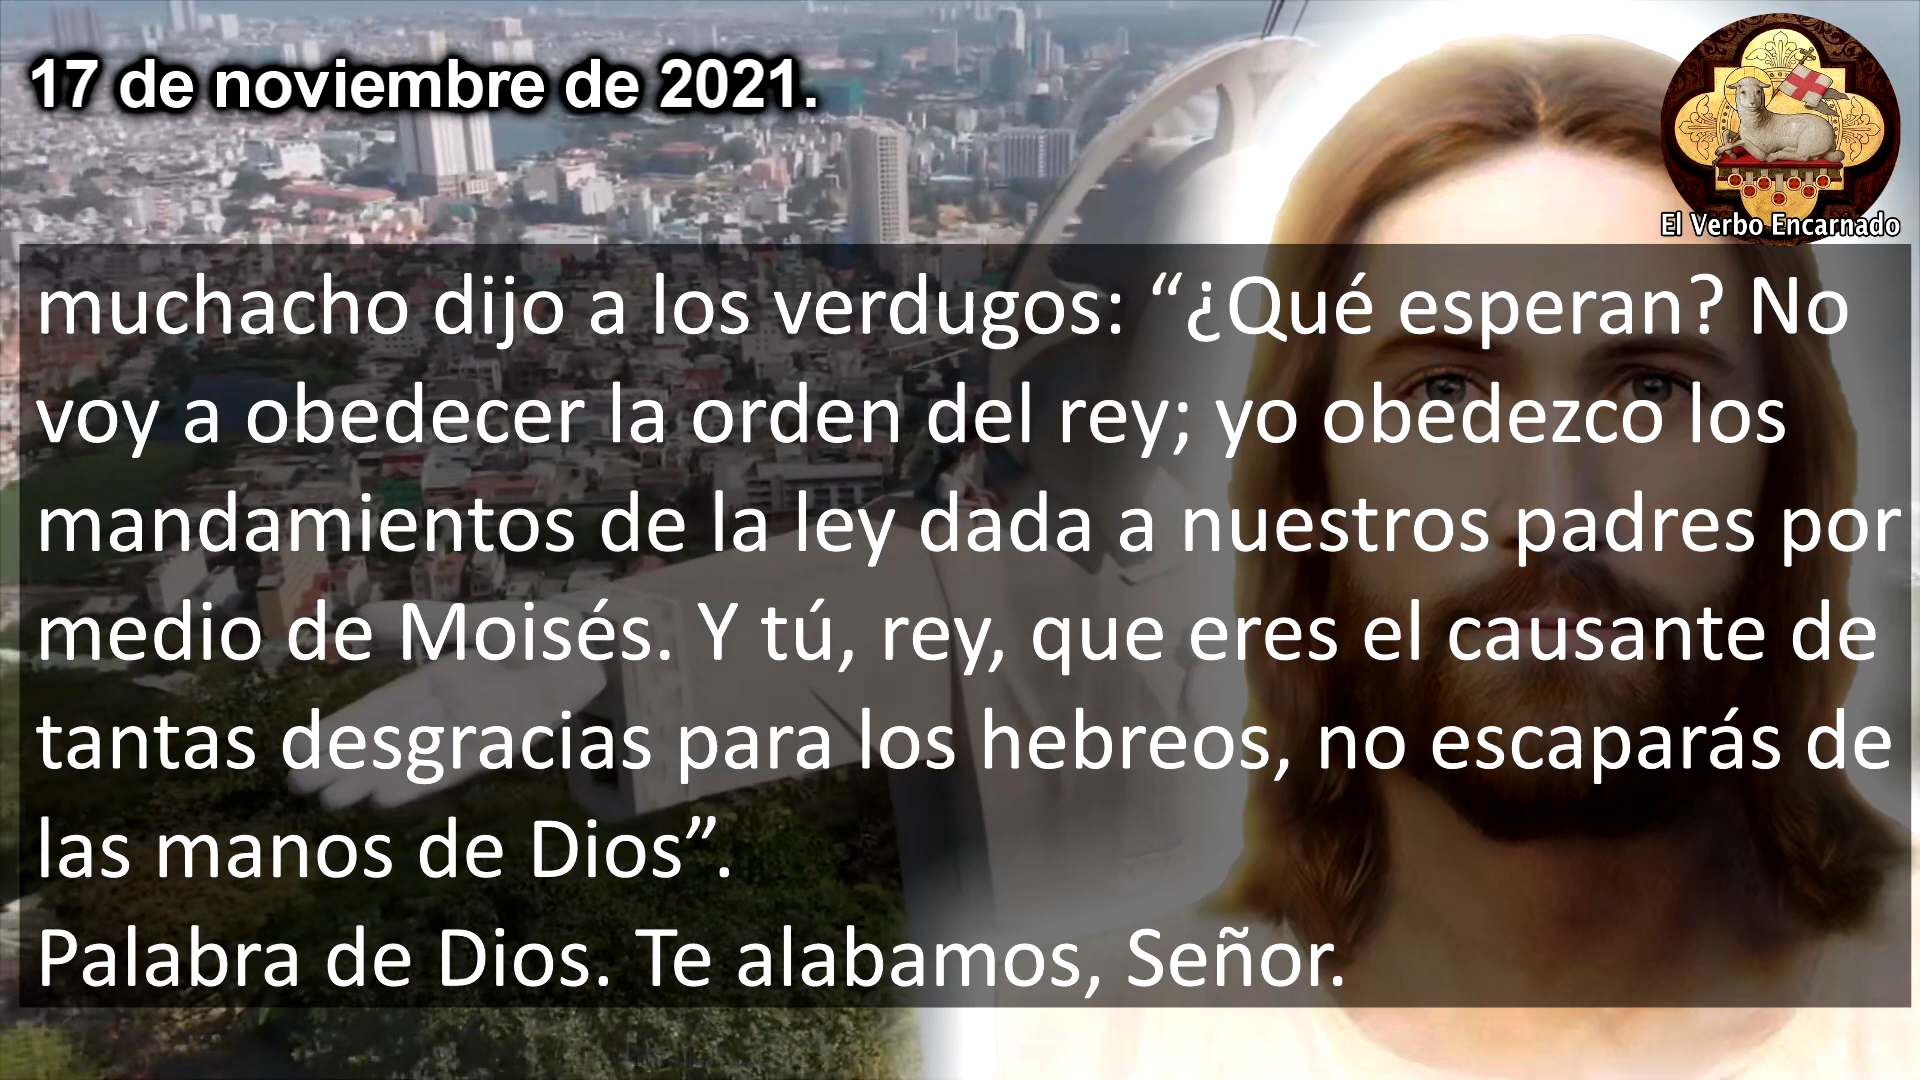 17 de noviembre de 2021.
El Verbo Encarnado
muchacho dijo a los verdugos: “¿Qué esperan? No
voy a obedecer la orden del rey; yo obedezco los
mandamientos de la ley dada a nuestros padres por
medio de Moisés. Y tú, rey, que eres el causante de
tantas desgracias para los hebreos, no escaparás de
las manos de Dios”.
Palabra de Dios. Te alabamos, Señor.